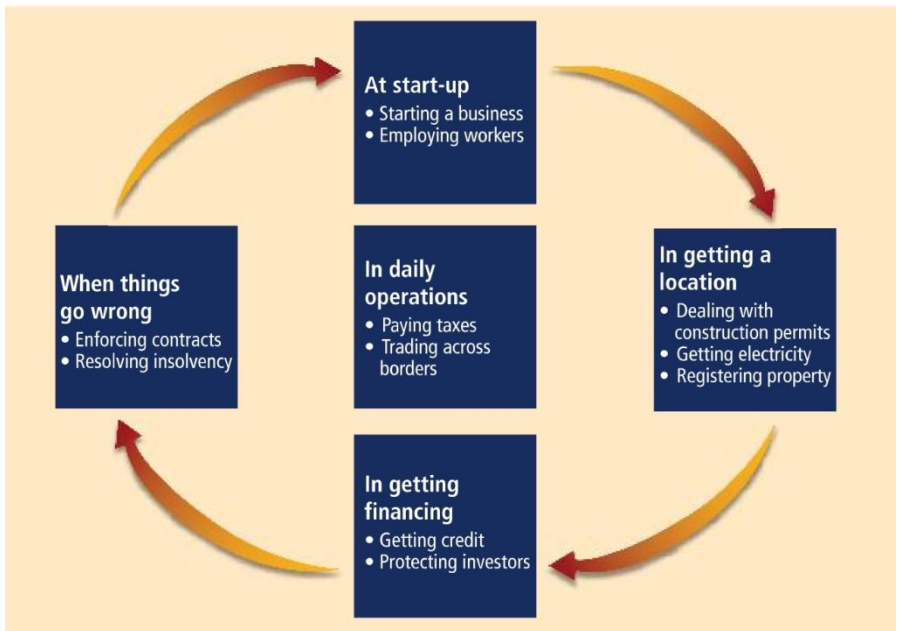 At start-up
• Starting a business
• Employing workers
When things
go wrong
• Enforcing contracts
• Resolving insolvency
In daily
operations
• Paying taxes
• Trading across
borders
In getting a
location
• Dealing with
construction permits
• Getting electricity
• Registering property
In getting
financing
• Getting credit
• Protecting investors